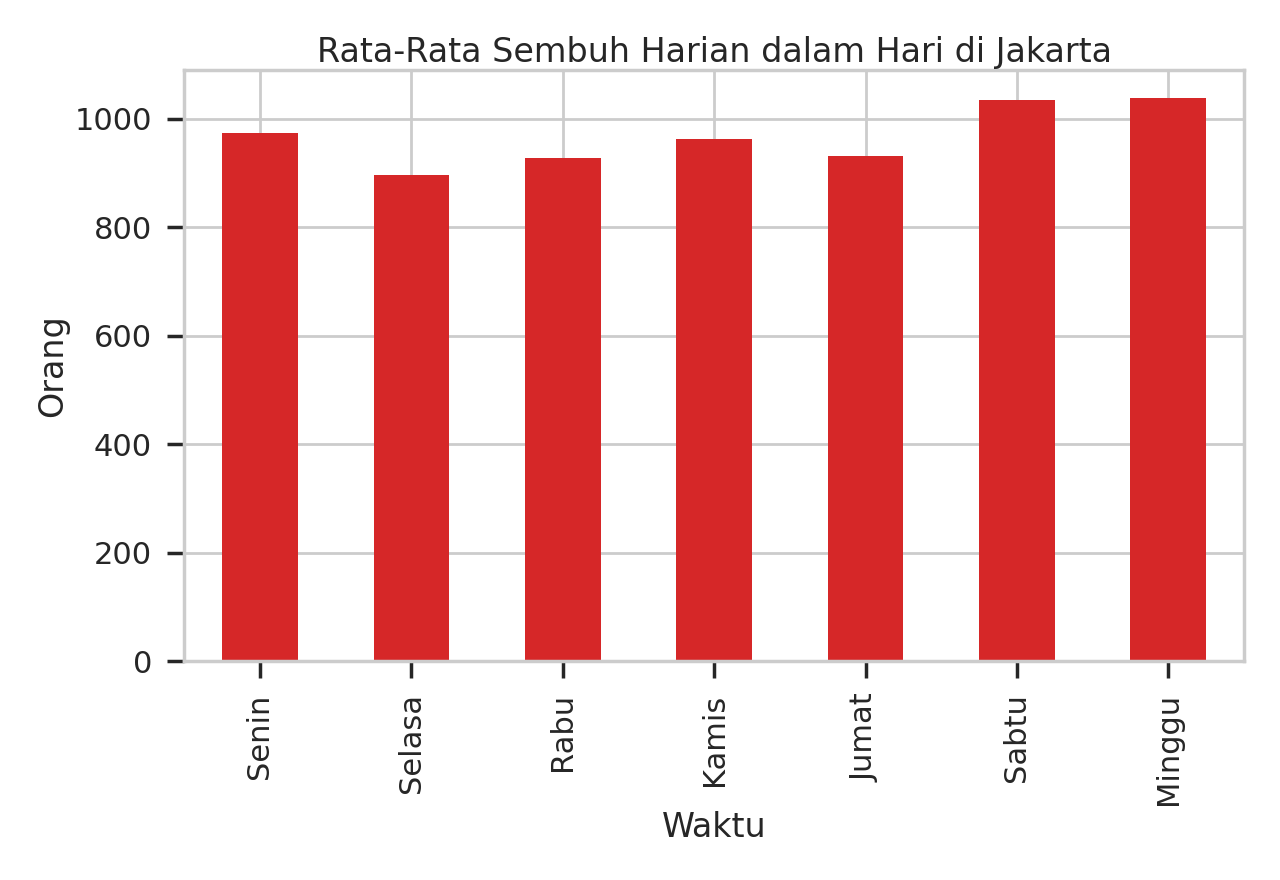 Rata-Rata Sembuh Harian dalam Hari di Jakarta
1000
800
600
400
200
0
Orang
Senin
Selasa
Rabu
Kamis
Jumat
Sabtu
Minggu
Waktu